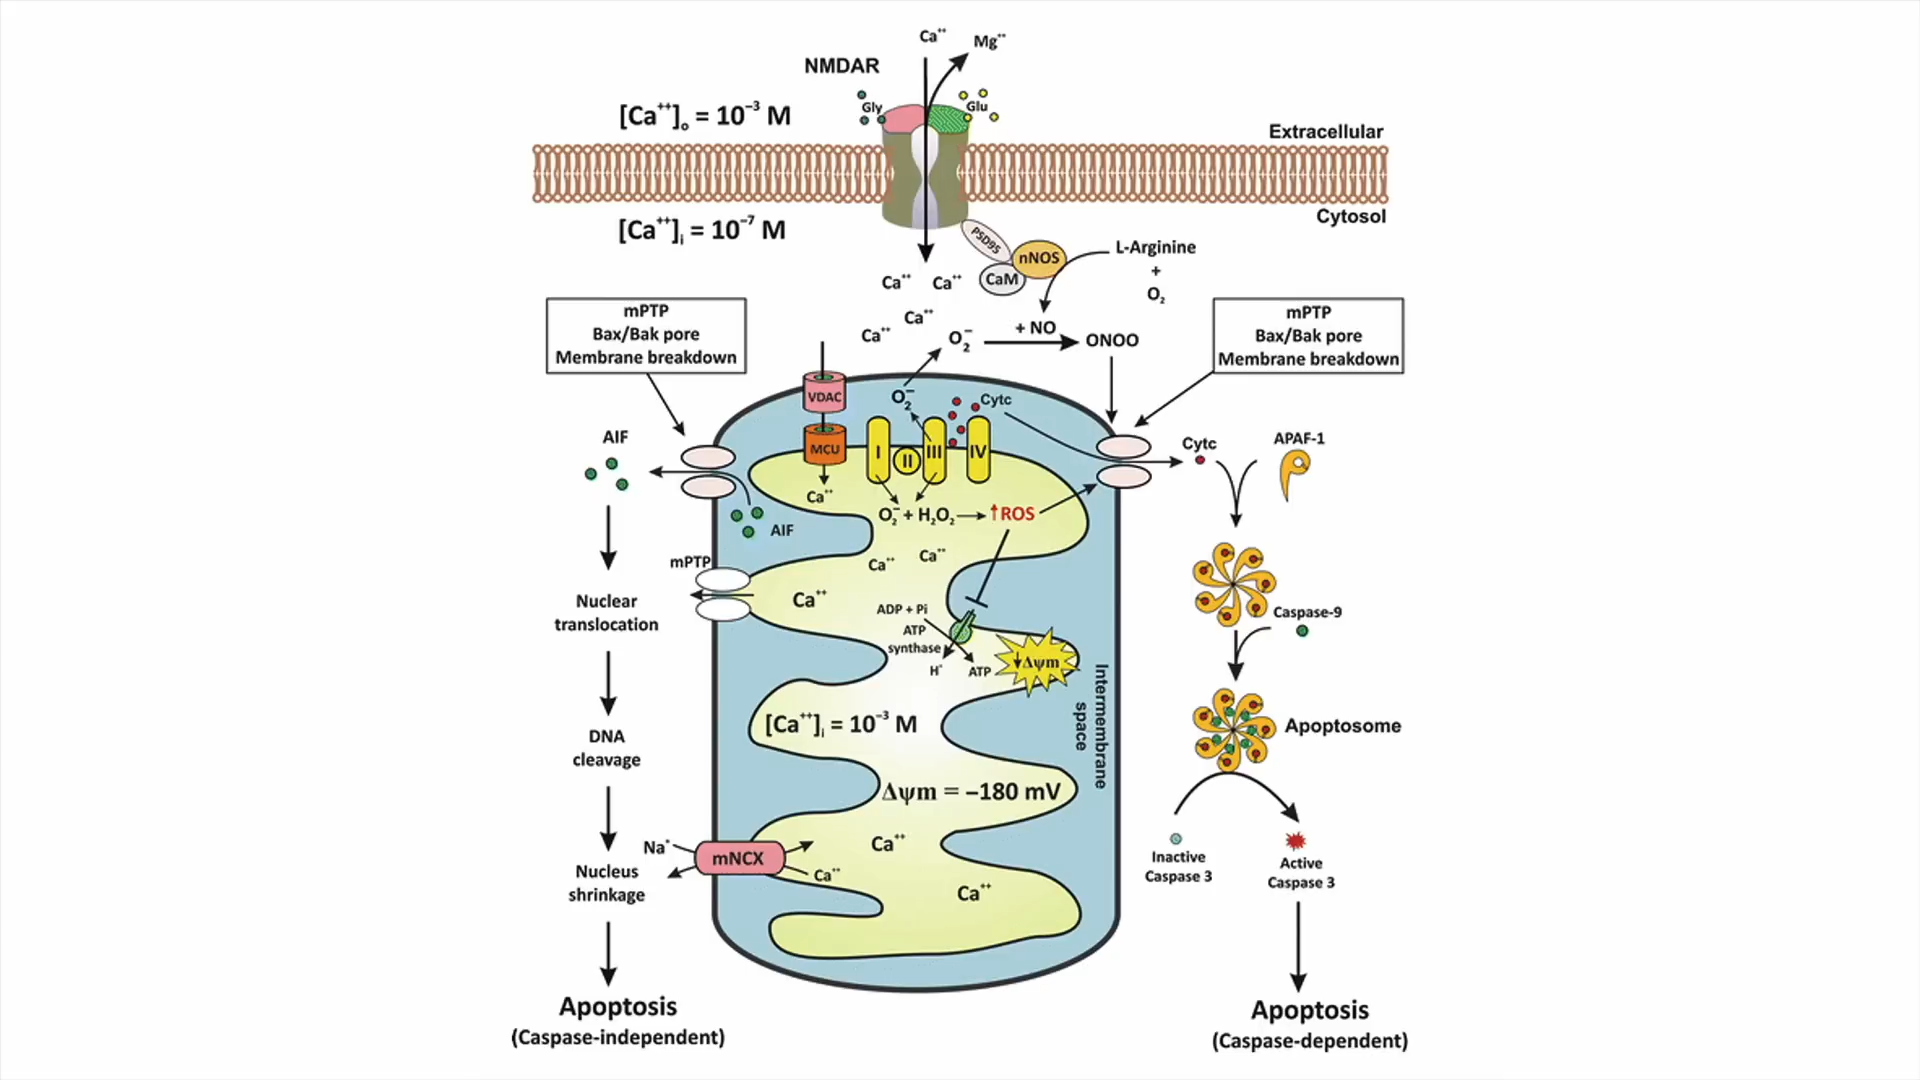 Ca⁺⁺
Mg⁺⁺
NMDAR
Gly
Glu
[Ca⁺⁺]ₒ = 10⁻³ M
Extracellular
[Ca⁺⁺]ᵢ = 10⁻⁷ M
Cytosol
PSD95
nNOS
CaM
L-Arginine
+
O₂
Ca⁺⁺ Ca⁺⁺
Ca⁺⁺
Ca⁺⁺
O₂⁻
+ NO
ONOO
mPTP
Bax/Bak pore
Membrane breakdown
mPTP
Bax/Bak pore
Membrane breakdown
VDAC
MCU
Ca⁺⁺
O₂⁻
Cytc
I
II
III
IV
O₂⁻ + H₂O₂
↑ROS
AIF
AIF
Cytc
APAF-1
mPTP
Ca⁺⁺
Ca⁺⁺
Ca⁺⁺
ADP + Pi
ATP
synthase
H⁺
ATP
↓Δψm
Intermembrane
space
Nuclear
translocation
Caspase-9
[Ca⁺⁺]ᵢ = 10⁻³ M
Apoptosome
DNA
cleavage
Δψm = −180 mV
Na⁺
mNCX
Ca⁺⁺
Ca⁺⁺
Ca⁺⁺
Nucleus
shrinkage
Inactive
Caspase 3
Active
Caspase 3
Apoptosis
(Caspase-independent)
Apoptosis
(Caspase-dependent)